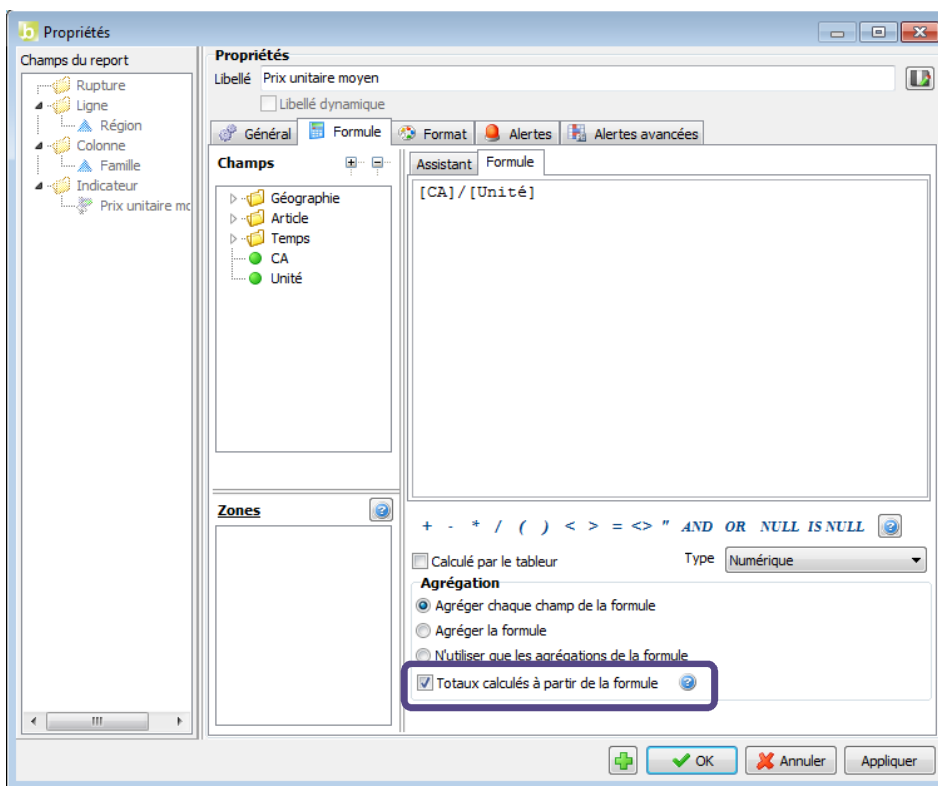 Propriétés
Champs du report
Rupture
Ligne
Région
Colonne
Famille
Indicateur
Prix unitaire mo
Propriétés
Libellé Prix unitaire moyen
Libellé dynamique
Général Formule Format Alertes Alertes avancées
Champs
Géographie
Article
Temps
CA
Unité
Zones
Assistant Formule
[CA]/[Unité]
+ - * / ( ) < > = <> " AND OR NULL IS NULL
Calculé par le tableur Type Numérique
Agrégation
Agréger chaque champ de la formule
Agréger la formule
N'utiliser que les agrégations de la formule
Totaux calculés à partir de la formule
OK Annuler Appliquer